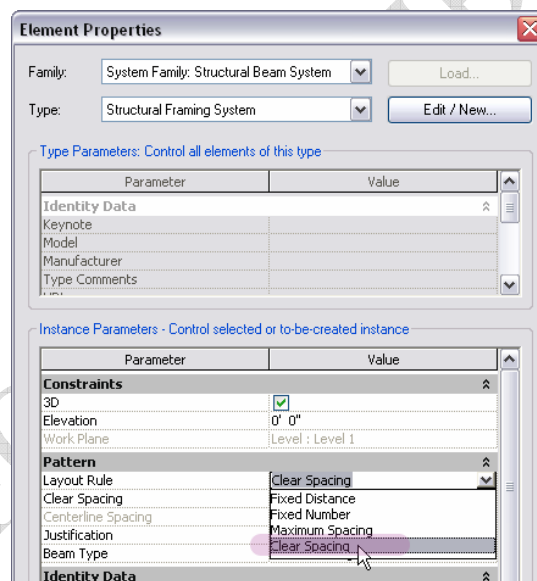 Element Properties
Family: System Family: Structural Beam System Load...
Type: Structural Framing System Edit / New...
Type Parameters: Control all elements of this type
Parameter Value
Identity Data
Keynote
Model
Manufacturer
Type Comments
Instance Parameters - Control selected or to-be-created instance
Parameter Value
Constraints
3D
Elevation 0' 0"
Work Plane Level : Level 1
Pattern
Layout Rule Clear Spacing
Clear Spacing Fixed Distance
Centerline Spacing Fixed Number
Justification Maximum Spacing
Beam Type Clear Spacing
Identity Data